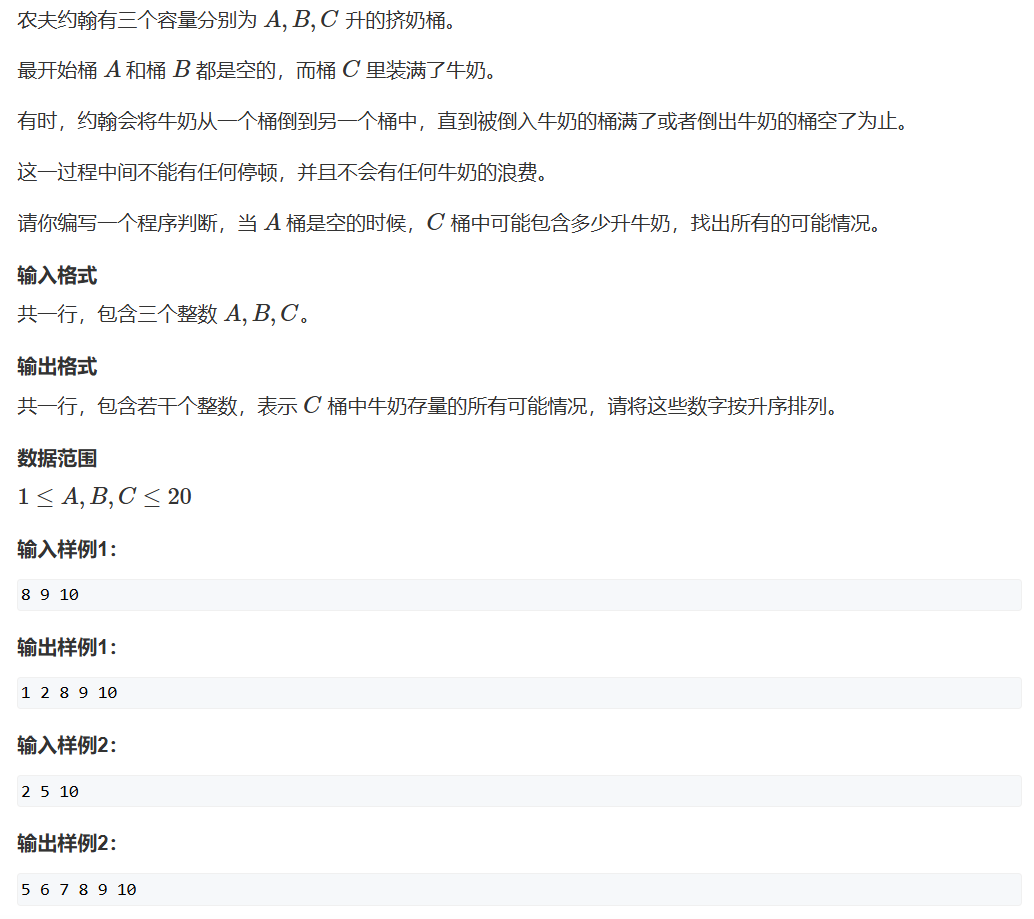 农夫约翰有三个容量分别为 A, B, C 升的挤奶桶。
最开始桶 A 和桶 B 都是空的，而桶 C 里装满了牛奶。
有时，约翰会将牛奶从一个桶倒到另一个桶中，直到被倒入牛奶的桶满了或者倒出牛奶的桶空了为止。
这一过程中间不能有任何停顿，并且不会有任何牛奶的浪费。
请你编写一个程序判断，当 A 桶是空的时候，C 桶中可能包含多少升牛奶，找出所有的可能情况。
输入格式
共一行，包含三个整数 A, B, C。
输出格式
共一行，包含若干个整数，表示 C 桶中牛奶存量的所有可能情况，请将这些数字按升序排列。
数据范围
1 ≤ A, B, C ≤ 20
输入样例1：
8 9 10
输出样例1：
1 2 8 9 10
输入样例2：
2 5 10
输出样例2：
5 6 7 8 9 10